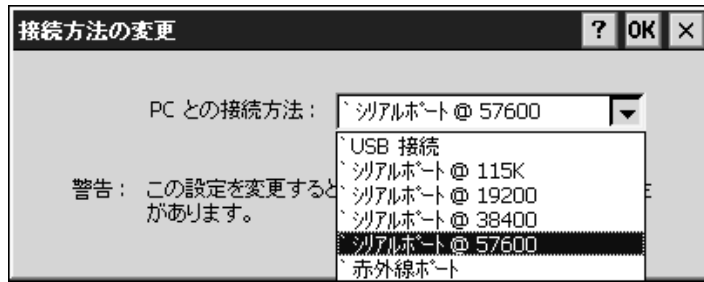 接続方法の変更 ? OK ×
PC との接続方法： `ｼﾘｱﾙﾎﾟｰﾄ @ 57600
`USB 接続
`ｼﾘｱﾙﾎﾟｰﾄ @ 115K
`ｼﾘｱﾙﾎﾟｰﾄ @ 19200
`ｼﾘｱﾙﾎﾟｰﾄ @ 38400
`ｼﾘｱﾙﾎﾟｰﾄ @ 57600
`赤外線ﾎﾟｰﾄ
警告： この設定を変更すると
があります。